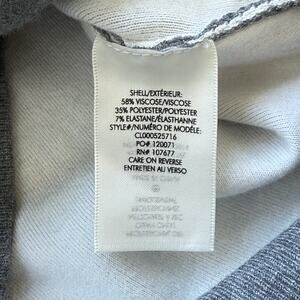 SHELL/EXTÉRIEUR:
58% VISCOSE/VISCOSE
35% POLYESTER/POLYESTER
7% ELASTANE/ÉLASTHANNE
STYLE#/NUMÉRO DE MODÈLE:
CL000525716
PO# 120071
RN# 107677
CARE ON REVERSE
ENTRETIEN AU VERSO